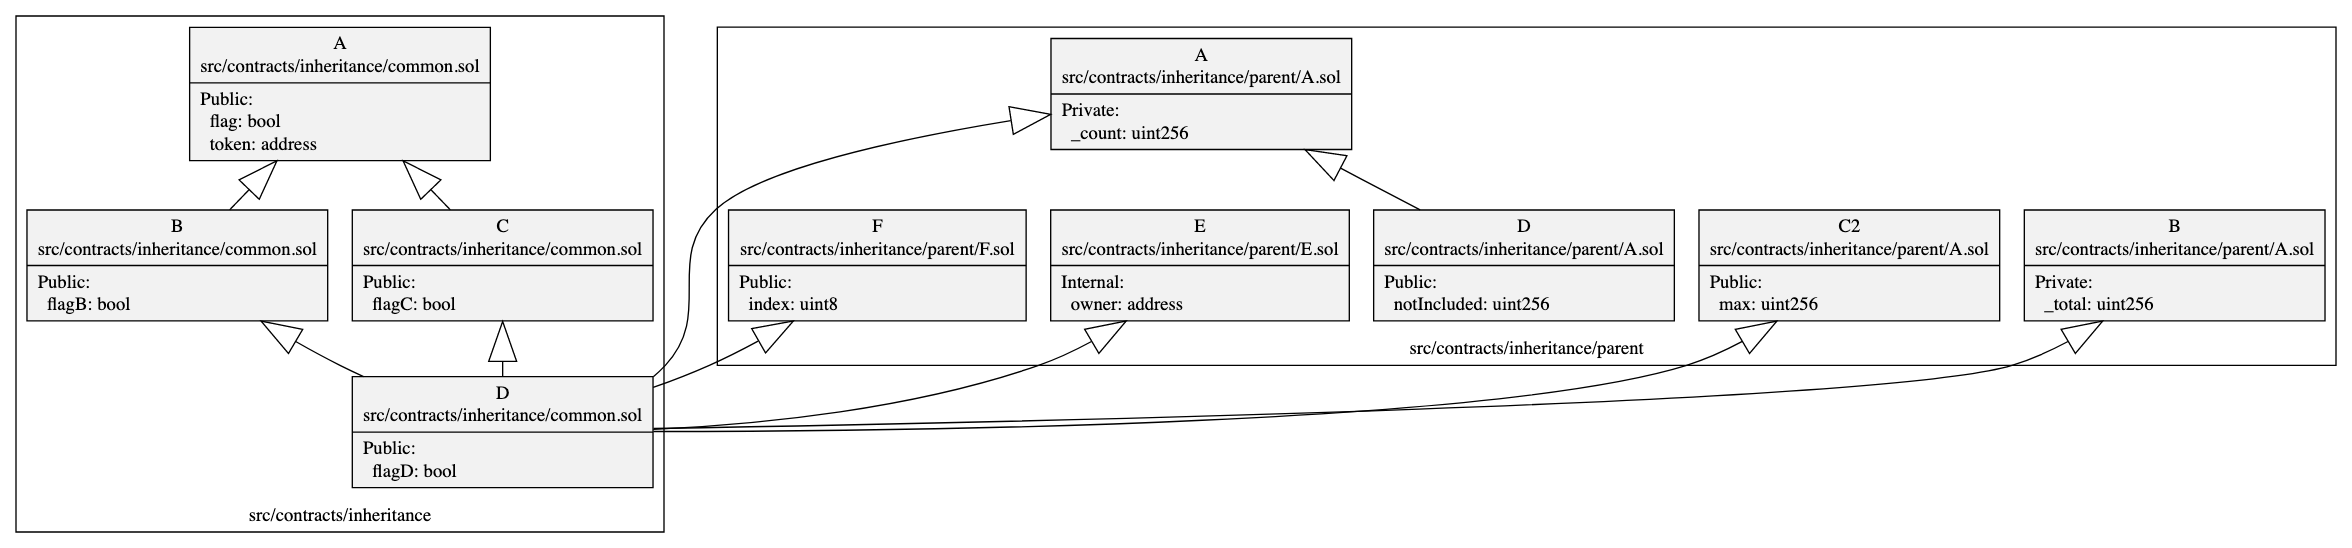 A
src/contracts/inheritance/common.sol
Public:
flag: bool
token: address
B
src/contracts/inheritance/common.sol
Public:
flagB: bool
C
src/contracts/inheritance/common.sol
Public:
flagC: bool
D
src/contracts/inheritance/common.sol
Public:
flagD: bool
src/contracts/inheritance
A
src/contracts/inheritance/parent/A.sol
Private:
_count: uint256
F
src/contracts/inheritance/parent/F.sol
Public:
index: uint8
E
src/contracts/inheritance/parent/E.sol
Internal:
owner: address
D
src/contracts/inheritance/parent/A.sol
Public:
notIncluded: uint256
C2
src/contracts/inheritance/parent/A.sol
Public:
max: uint256
B
src/contracts/inheritance/parent/A.sol
Private:
_total: uint256
src/contracts/inheritance/parent